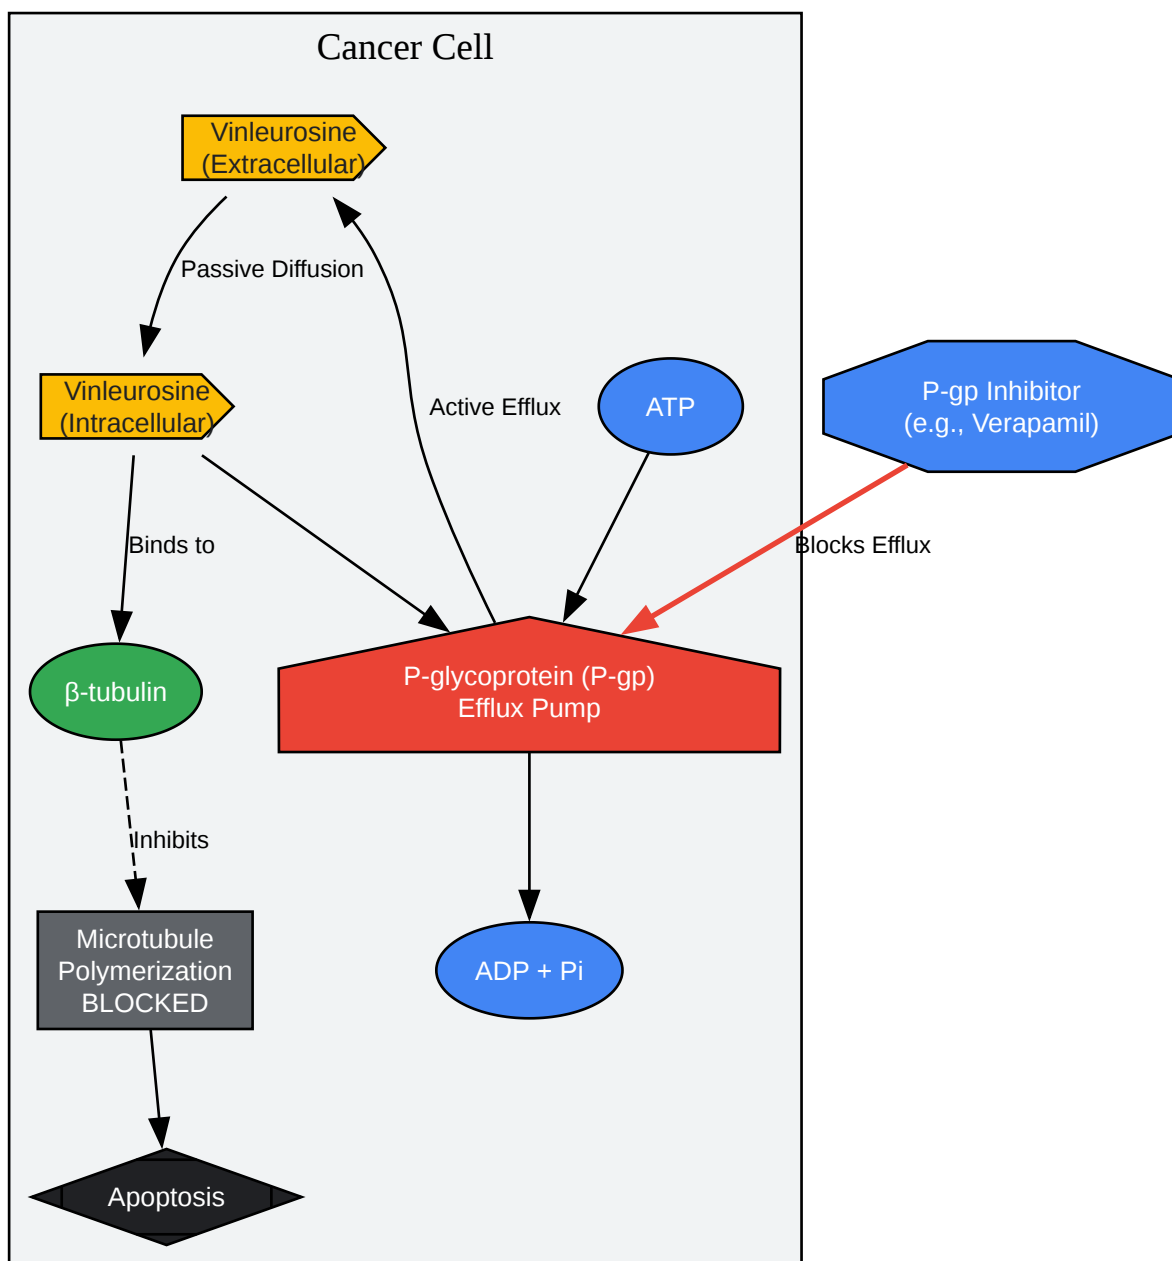 Cancer Cell
Vinleurosine
(Extracellular)
Passive Diffusion
Vinleurosine
(Intracellular)
Active Efflux
ATP
P-gp Inhibitor
(e.g., Verapamil)
Binds to
Blocks Efflux
β-tubulin
P-glycoprotein (P-gp)
Efflux Pump
Inhibits
Microtubule
Polymerization
BLOCKED
ADP + Pi
Apoptosis